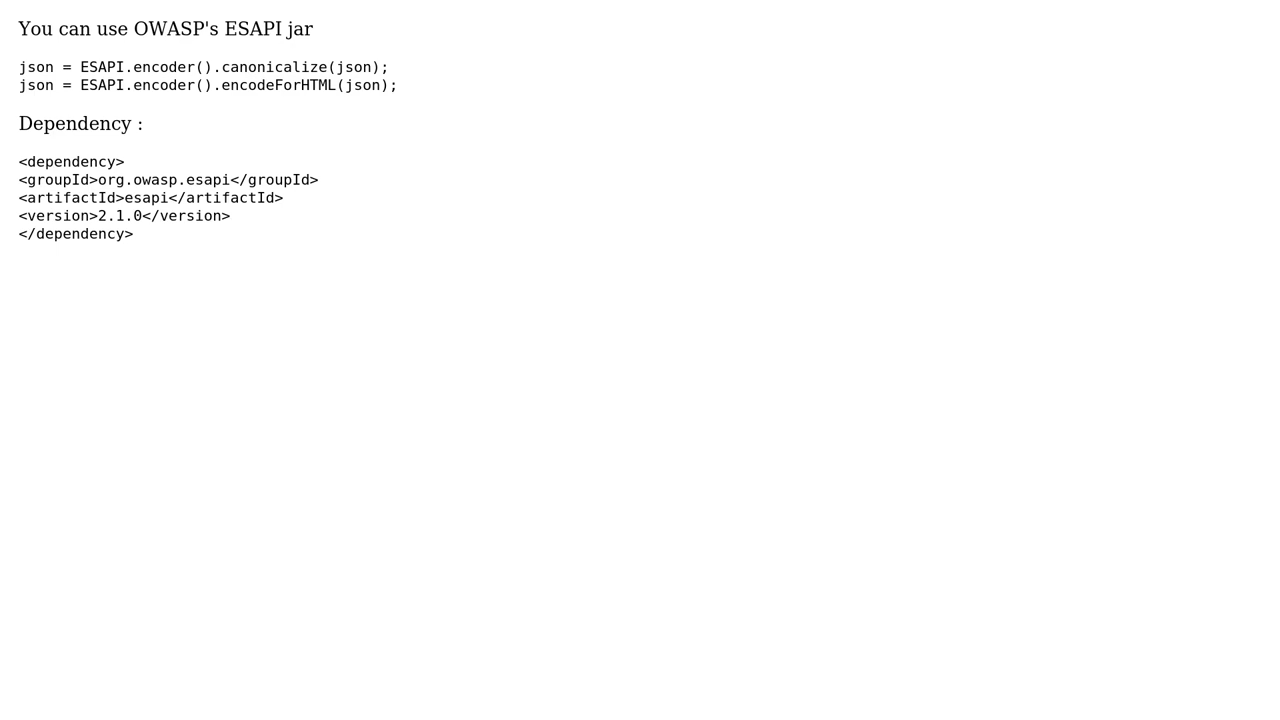 You can use OWASP's ESAPI jar
json = ESAPI.encoder().canonicalize(json);
json = ESAPI.encoder().encodeForHTML(json);
Dependency :
<dependency>
<groupId>org.owasp.esapi</groupId>
<artifactId>esapi</artifactId>
<version>2.1.0</version>
</dependency>